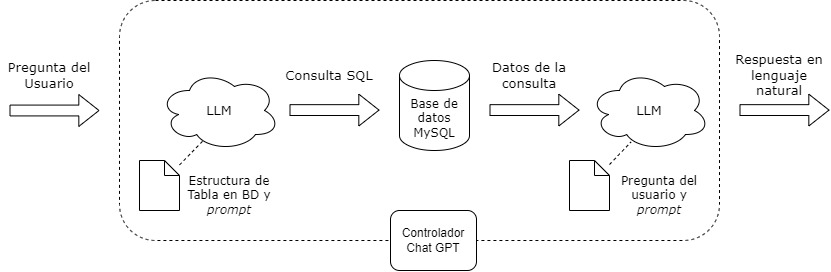 Pregunta del
Usuario
LLM
Estructura de
Tabla en BD y
prompt
Consulta SQL
Base de
datos
MySQL
Datos de la
consulta
LLM
Pregunta del
usuario y
prompt
Respuesta en
lenguaje
natural
Controlador
Chat GPT